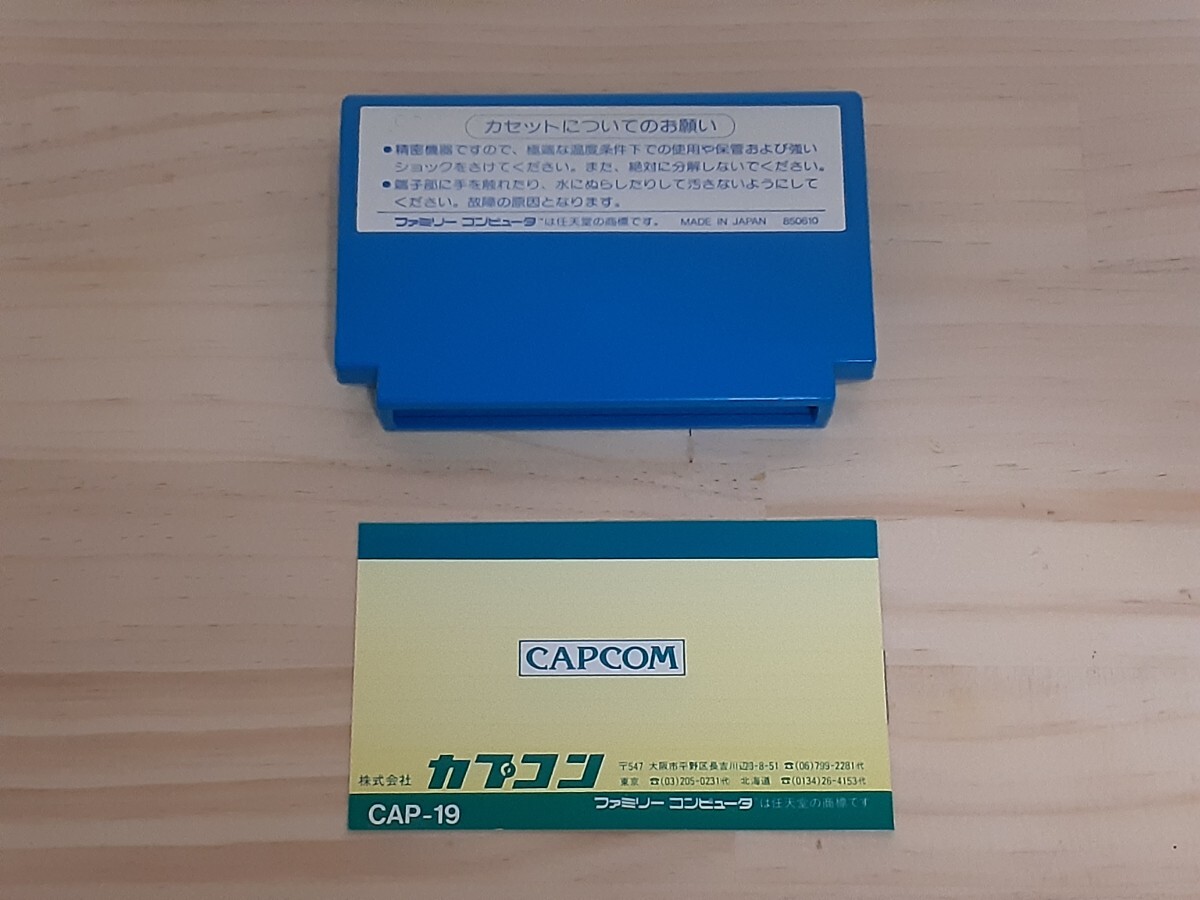 カセットについてのお願い
●精密機器ですので、極端な温度条件下での使用や保管および強い
ショックをさけてください。また、絶対に分解しないでください。
●端子部に手を触れたり、水にぬらしたりして汚さないようにして
ください。故障の原因となります。
ファミリー コンピュータ™は任天堂の商標です。 MADE IN JAPAN 850610
CAPCOM
株式会社 カプコン 〒547 大阪市平野区長吉川辺3-8-51 ☎(06)799-2281代
東京 ☎(03)205-0231代 北海道 ☎(0134)26-4153代
CAP-19 ファミリー コンピュータ は任天堂の商標です